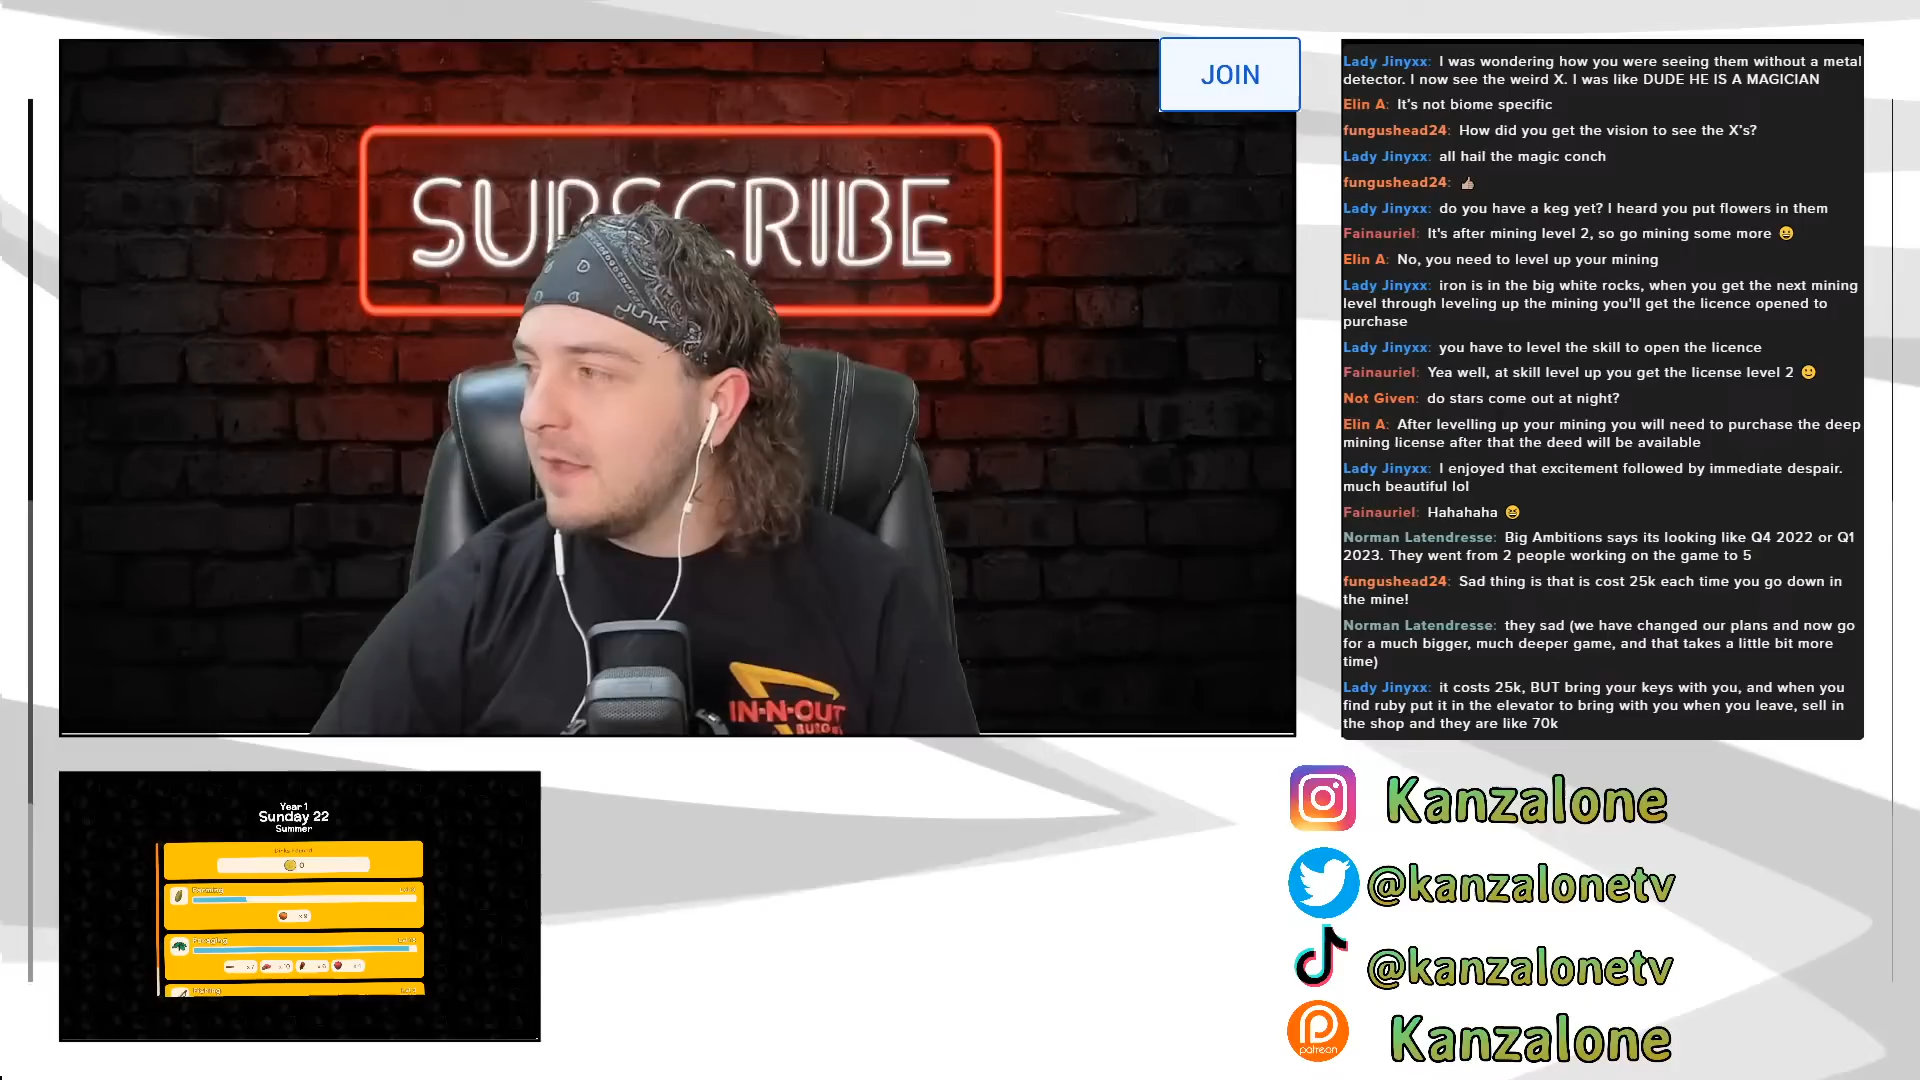 JOIN
SUBSCRIBE
JUNK
IN-N-OUT
Lady Jinyxx: I was wondering how you were seeing them without a metal
detector. I now see the weird X. I was like DUDE HE IS A MAGICIAN
Elin A: It's not biome specific
fungushead24: How did you get the vision to see the X's?
Lady Jinyxx: all hail the magic conch
fungushead24: 👍
Lady Jinyxx: do you have a keg yet? I heard you put flowers in them
Fainauriel: It's after mining level 2, so go mining some more 😀
Elin A: No, you need to level up your mining
Lady Jinyxx: iron is in the big white rocks, when you get the next mining
level through leveling up the mining you'll get the licence opened to
purchase
Lady Jinyxx: you have to level the skill to open the licence
Fainauriel: Yea well, at skill level up you get the license level 2 🙂
Not Given: do stars come out at night?
Elin A: After levelling up your mining you will need to purchase the deep
mining license after that the deed will be available
Lady Jinyxx: I enjoyed that excitement followed by immediate despair.
much beautiful lol
Fainauriel: Hahahaha 😆
Norman Latendresse: Big Ambitions says its looking like Q4 2022 or Q1
2023. They went from 2 people working on the game to 5
fungushead24: Sad thing is that is cost 25k each time you go down in
the mine!
Norman Latendresse: they sad (we have changed our plans and now go
for a much bigger, much deeper game, and that takes a little bit more
time)
Lady Jinyxx: it costs 25k, BUT bring your keys with you, and when you
find ruby put it in the elevator to bring with you when you leave, sell in
the shop and they are like 70k
Year 1
Sunday 22
Summer
0
Farming
x9
Foraging
Fishing
Kanzalone
@kanzalonetv
@kanzalonetv
patreon
Kanzalone